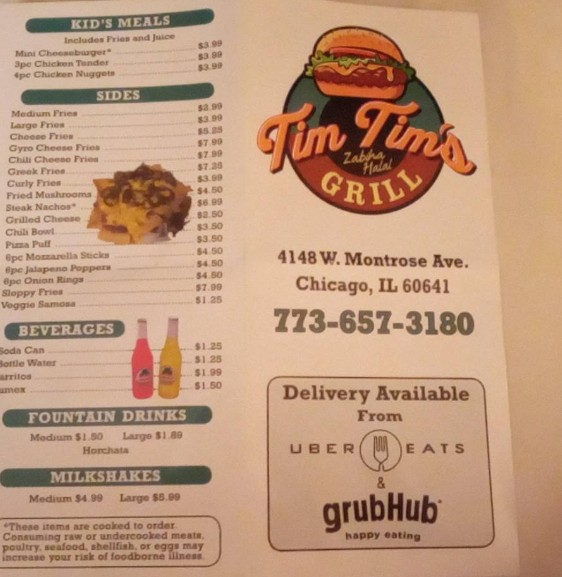 KID'S MEALS
Includes Fries and Juice
Mini Cheeseburger* $3.99
3pc Chicken Tender $3.99
4pc Chicken Nuggets $3.99
SIDES
Medium Fries $2.99
Large Fries $3.99
Cheese Fries $5.25
Gyro Cheese Fries $7.99
Chili Cheese Fries $7.99
Greek Fries $7.25
Curly Fries $3.99
Fried Mushrooms $4.50
Steak Nachos* $6.99
Grilled Cheese $2.50
Chili Bowl $3.50
Pizza Puff $3.50
6pc Mozzarella Sticks $4.50
6pc Jalapeno Poppers $4.50
6pc Onion Rings $4.50
Sloppy Fries $7.99
Veggie Samosa $1.25
BEVERAGES
Soda Can $1.25
Bottle Water $1.25
arritos $1.99
umex $1.50
FOUNTAIN DRINKS
Medium $1.50 Large $1.89
Horchata
MILKSHAKES
Medium $4.99 Large $5.99
*These items are cooked to order.
Consuming raw or undercooked meats,
poultry, seafood, shellfish, or eggs may
increase your risk of foodborne illness.
Tim Tim's
Zabiha
Halal
GRILL
4148 W. Montrose Ave.
Chicago, IL 60641
773-657-3180
Delivery Available
From
UBER EATS
&
grubHub
happy eating